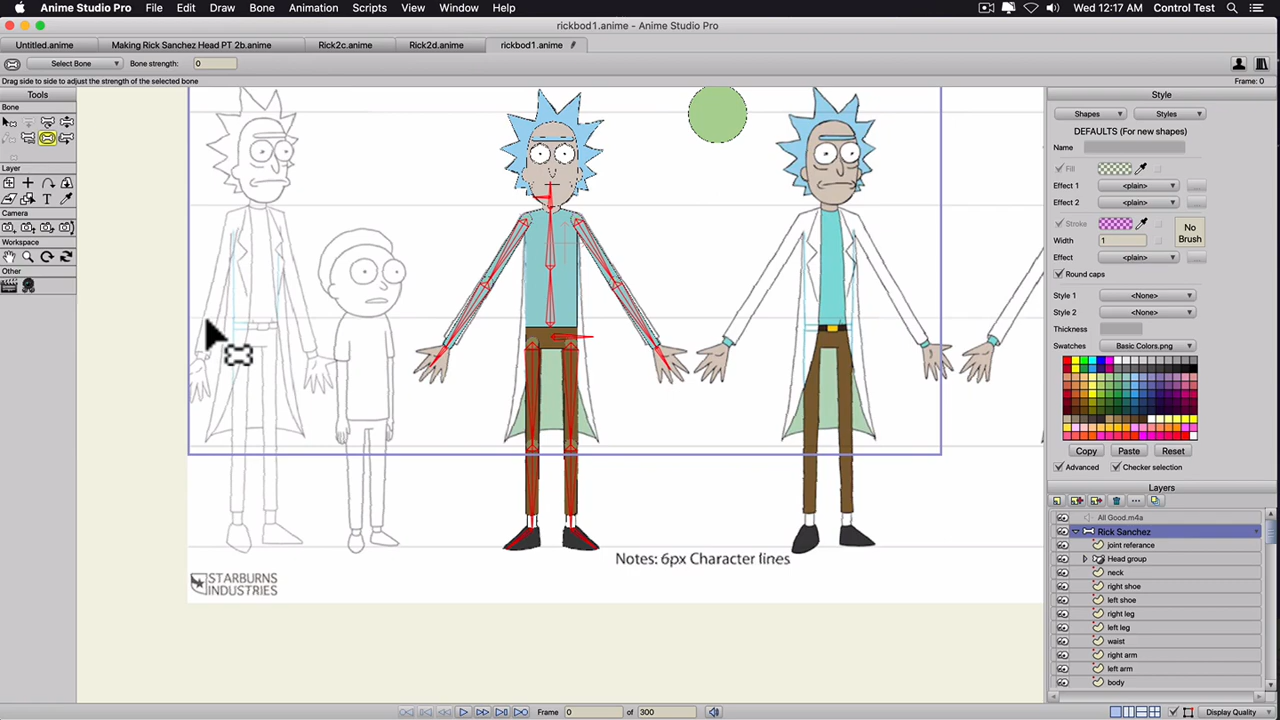 Anime Studio Pro File Edit Draw Bone Animation Scripts View Window Help Wed 12:17 AM Control Test
rickbod1.anime - Anime Studio Pro
Untitled.anime Making Rick Sanchez Head PT 2b.anime Rick2c.anime Rick2d.anime rickbod1.anime
Select Bone Bone strength: 0
Drag side to side to adjust the strength of the selected bone Frame: 0
Tools
Bone
Layer
Camera
Workspace
Other
Style
Shapes Styles
DEFAULTS (For new shapes)
Name
Fill
Effect 1 <plain> ...
Effect 2 <plain> ...
Stroke
No Brush
Width 1
Effect <plain> ...
Round caps
Style 1 <None>
Style 2 <None>
Thickness
Swatches Basic Colors.png
Copy Paste Reset
Advanced Checker selection
Layers
All Good.m4a
Rick Sanchez
joint referance
Head group
neck
right shoe
left shoe
right leg
left leg
waist
right arm
left arm
body
Notes: 6px Character lines
STARBURNS
INDUSTRIES
Frame 0 of 300 Display Quality